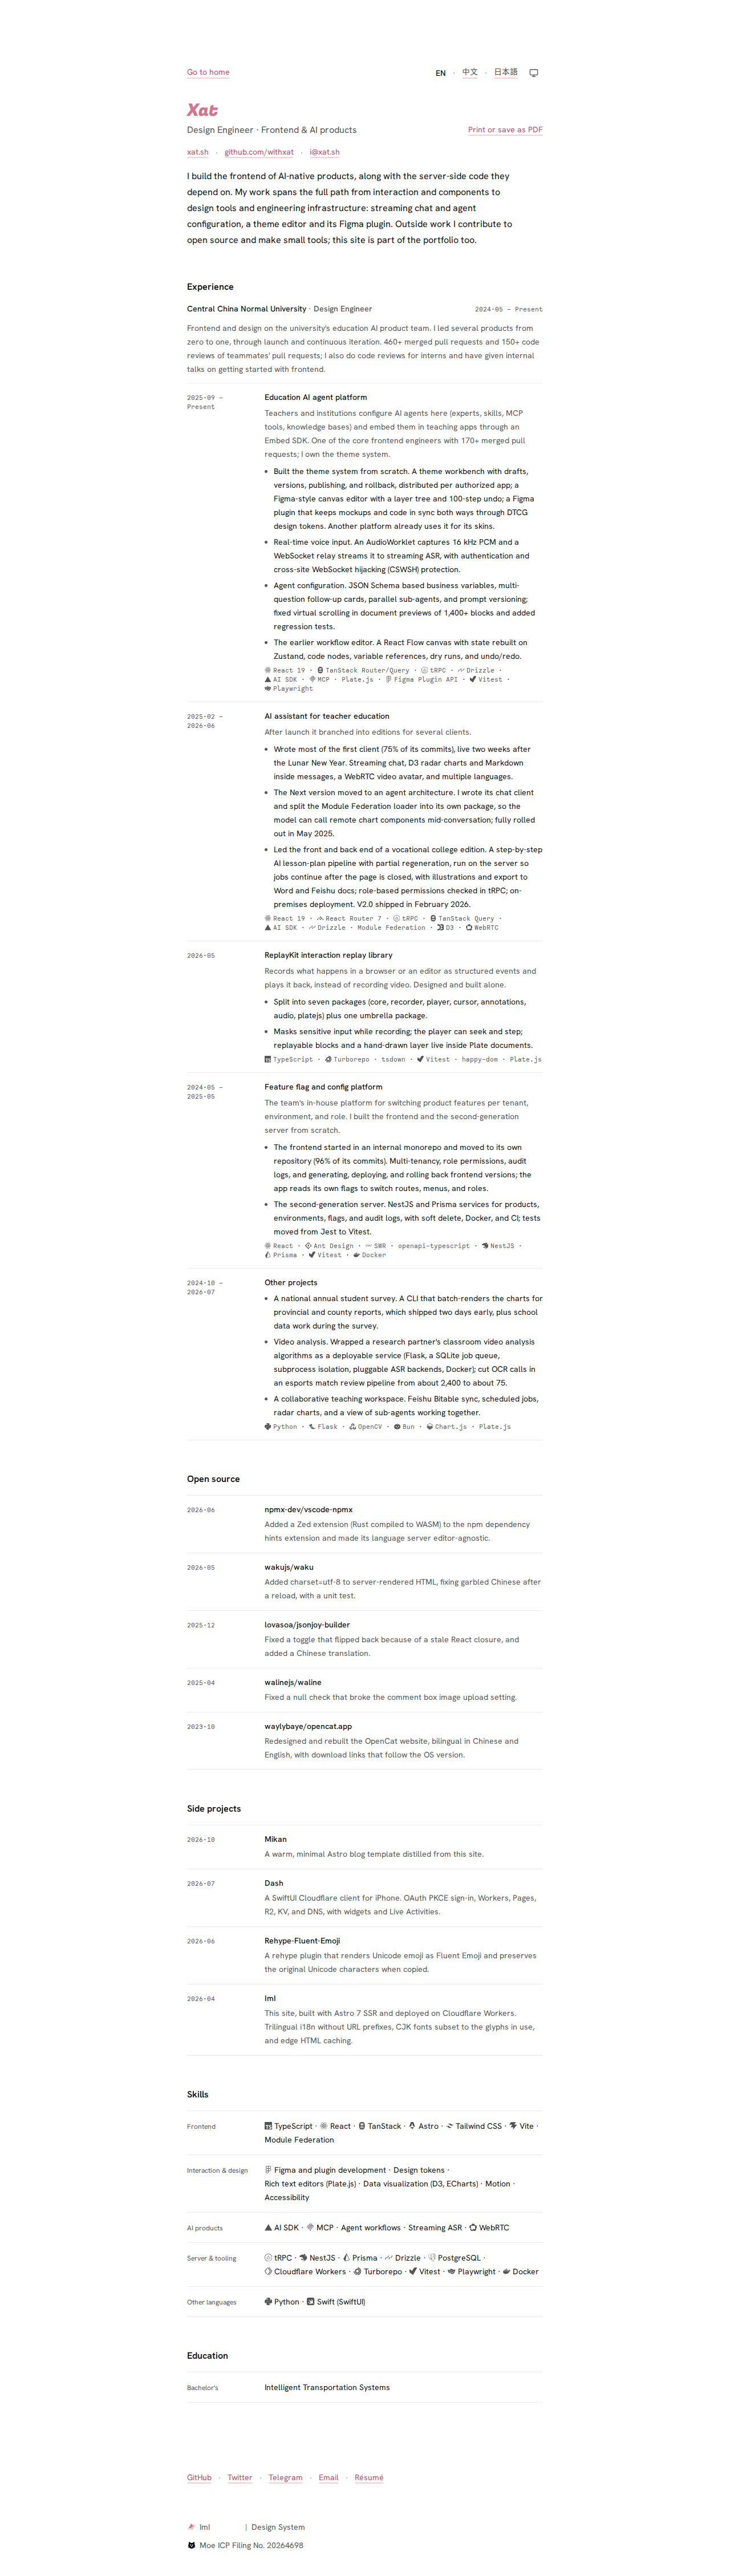 Go to home
EN · 中文 · 日本語
Xat
Design Engineer · Frontend & AI products
Print or save as PDF
xat.sh · github.com/withxat · i@xat.sh
I build the frontend of AI-native products, along with the server-side code they
depend on. My work spans the full path from interaction and components to
design tools and engineering infrastructure: streaming chat and agent
configuration, a theme editor and its Figma plugin. Outside work I contribute to
open source and make small tools; this site is part of the portfolio too.
Experience
Central China Normal University · Design Engineer
2024-05 – Present
Frontend and design on the university's education AI product team. I led several products from
zero to one, through launch and continuous iteration. 460+ merged pull requests and 150+ code
reviews of teammates' pull requests; I also do code reviews for interns and have given internal
talks on getting started with frontend.
2025-09 –
Present
Education AI agent platform
Teachers and institutions configure AI agents here (experts, skills, MCP
tools, knowledge bases) and embed them in teaching apps through an
Embed SDK. One of the core frontend engineers with 170+ merged pull
requests; I own the theme system.
• Built the theme system from scratch. A theme workbench with drafts,
versions, publishing, and rollback, distributed per authorized app; a
Figma-style canvas editor with a layer tree and 100-step undo; a Figma
plugin that keeps mockups and code in sync both ways through DTCG
design tokens. Another platform already uses it for its skins.
• Real-time voice input. An AudioWorklet captures 16 kHz PCM and a
WebSocket relay streams it to streaming ASR, with authentication and
cross-site WebSocket hijacking (CSWSH) protection.
• Agent configuration. JSON Schema based business variables, multi-
question follow-up cards, parallel sub-agents, and prompt versioning;
fixed virtual scrolling in document previews of 1,400+ blocks and added
regression tests.
• The earlier workflow editor. A React Flow canvas with state rebuilt on
Zustand, code nodes, variable references, dry runs, and undo/redo.
React 19 · TanStack Router/Query · tRPC · Drizzle ·
AI SDK · MCP · Plate.js · Figma Plugin API · Vitest ·
Playwright
2025-02 –
2026-06
AI assistant for teacher education
After launch it branched into editions for several clients.
• Wrote most of the first client (75% of its commits), live two weeks after
the Lunar New Year. Streaming chat, D3 radar charts and Markdown
inside messages, a WebRTC video avatar, and multiple languages.
• The Next version moved to an agent architecture. I wrote its chat client
and split the Module Federation loader into its own package, so the
model can call remote chart components mid-conversation; fully rolled
out in May 2025.
• Led the front and back end of a vocational college edition. A step-by-step
AI lesson-plan pipeline with partial regeneration, run on the server so
jobs continue after the page is closed, with illustrations and export to
Word and Feishu docs; role-based permissions checked in tRPC; on-
premises deployment. V2.0 shipped in February 2026.
React 19 · React Router 7 · tRPC · TanStack Query ·
AI SDK · Drizzle · Module Federation · D3 · WebRTC
2026-05
ReplayKit interaction replay library
Records what happens in a browser or an editor as structured events and
plays it back, instead of recording video. Designed and built alone.
• Split into seven packages (core, recorder, player, cursor, annotations,
audio, platejs) plus one umbrella package.
• Masks sensitive input while recording; the player can seek and step;
replayable blocks and a hand-drawn layer live inside Plate documents.
TypeScript · Turborepo · tsdown · Vitest · happy-dom · Plate.js
2024-05 –
2025-05
Feature flag and config platform
The team's in-house platform for switching product features per tenant,
environment, and role. I built the frontend and the second-generation
server from scratch.
• The frontend started in an internal monorepo and moved to its own
repository (96% of its commits). Multi-tenancy, role permissions, audit
logs, and generating, deploying, and rolling back frontend versions; the
app reads its own flags to switch routes, menus, and roles.
• The second-generation server. NestJS and Prisma services for products,
environments, flags, and audit logs, with soft delete, Docker, and CI; tests
moved from Jest to Vitest.
React · Ant Design · SWR · openapi-typescript · NestJS ·
Prisma · Vitest · Docker
2024-10 –
2026-07
Other projects
• A national annual student survey. A CLI that batch-renders the charts for
provincial and county reports, which shipped two days early, plus school
data work during the survey.
• Video analysis. Wrapped a research partner's classroom video analysis
algorithms as a deployable service (Flask, a SQLite job queue,
subprocess isolation, pluggable ASR backends, Docker); cut OCR calls in
an esports match review pipeline from about 2,400 to about 75.
• A collaborative teaching workspace. Feishu Bitable sync, scheduled jobs,
radar charts, and a view of sub-agents working together.
Python · Flask · OpenCV · Bun · Chart.js · Plate.js
Open source
2026-06
npmx-dev/vscode-npmx
Added a Zed extension (Rust compiled to WASM) to the npm dependency
hints extension and made its language server editor-agnostic.
2026-05
wakujs/waku
Added charset=utf-8 to server-rendered HTML, fixing garbled Chinese after
a reload, with a unit test.
2025-12
lovasoa/jsonjoy-builder
Fixed a toggle that flipped back because of a stale React closure, and
added a Chinese translation.
2025-04
walinejs/waline
Fixed a null check that broke the comment box image upload setting.
2023-10
waylybaye/opencat.app
Redesigned and rebuilt the OpenCat website, bilingual in Chinese and
English, with download links that follow the OS version.
Side projects
2026-10
Mikan
A warm, minimal Astro blog template distilled from this site.
2026-07
Dash
A SwiftUI Cloudflare client for iPhone. OAuth PKCE sign-in, Workers, Pages,
R2, KV, and DNS, with widgets and Live Activities.
2026-06
Rehype-Fluent-Emoji
A rehype plugin that renders Unicode emoji as Fluent Emoji and preserves
the original Unicode characters when copied.
2026-04
Iml
This site, built with Astro 7 SSR and deployed on Cloudflare Workers.
Trilingual i18n without URL prefixes, CJK fonts subset to the glyphs in use,
and edge HTML caching.
Skills
Frontend
TypeScript · React · TanStack · Astro · Tailwind CSS · Vite ·
Module Federation
Interaction & design
Figma and plugin development · Design tokens ·
Rich text editors (Plate.js) · Data visualization (D3, ECharts) · Motion ·
Accessibility
AI products
AI SDK · MCP · Agent workflows · Streaming ASR · WebRTC
Server & tooling
tRPC · NestJS · Prisma · Drizzle · PostgreSQL ·
Cloudflare Workers · Turborepo · Vitest · Playwright · Docker
Other languages
Python · Swift (SwiftUI)
Education
Bachelor's
Intelligent Transportation Systems
GitHub · Twitter · Telegram · Email · Résumé
Iml | Design System
Moe ICP Filing No. 20264698